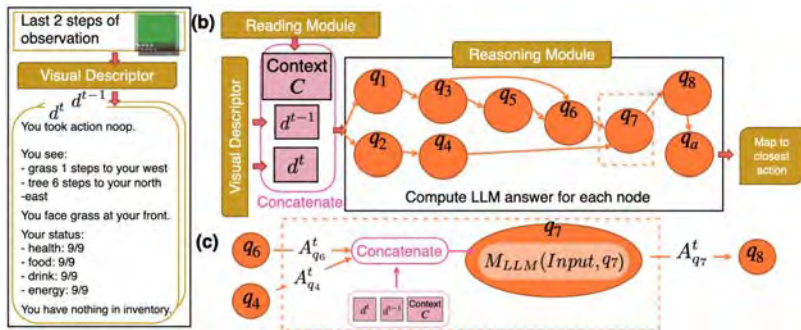 Last 2 steps of
observation
Visual Descriptor
d^t d^{t-1}
You took action noop.
You see:
- grass 1 steps to your west
- tree 6 steps to your north
-east
You face grass at your front.
Your status:
- health: 9/9
- food: 9/9
- drink: 9/9
- energy: 9/9
You have nothing in inventory.
(b)
Reading Module
Visual Descriptor
Context
C
d^{t-1}
d^t
Concatenate
Reasoning Module
q_1
q_3
q_5
q_6
q_7
q_8
q_2
q_4
q_a
Compute LLM answer for each node
Map to
closest
action
(c)
q_6
A^t_{q_6}
q_4
A^t_{q_4}
Concatenate
d^t
d^{t-1}
Context
C
q_7
M_{LLM}(Input, q_7)
A^t_{q_7}
q_8